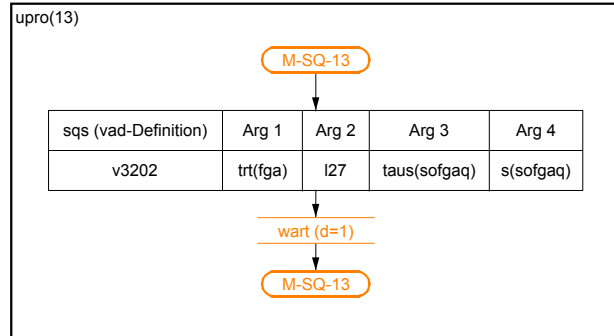 upro(13)
M-SQ-13
sqs (vad-Definition) Arg 1 Arg 2 Arg 3 Arg 4
v3202 trt(fga) l27 taus(sofgaq) s(sofgaq)
wart (d=1)
M-SQ-13